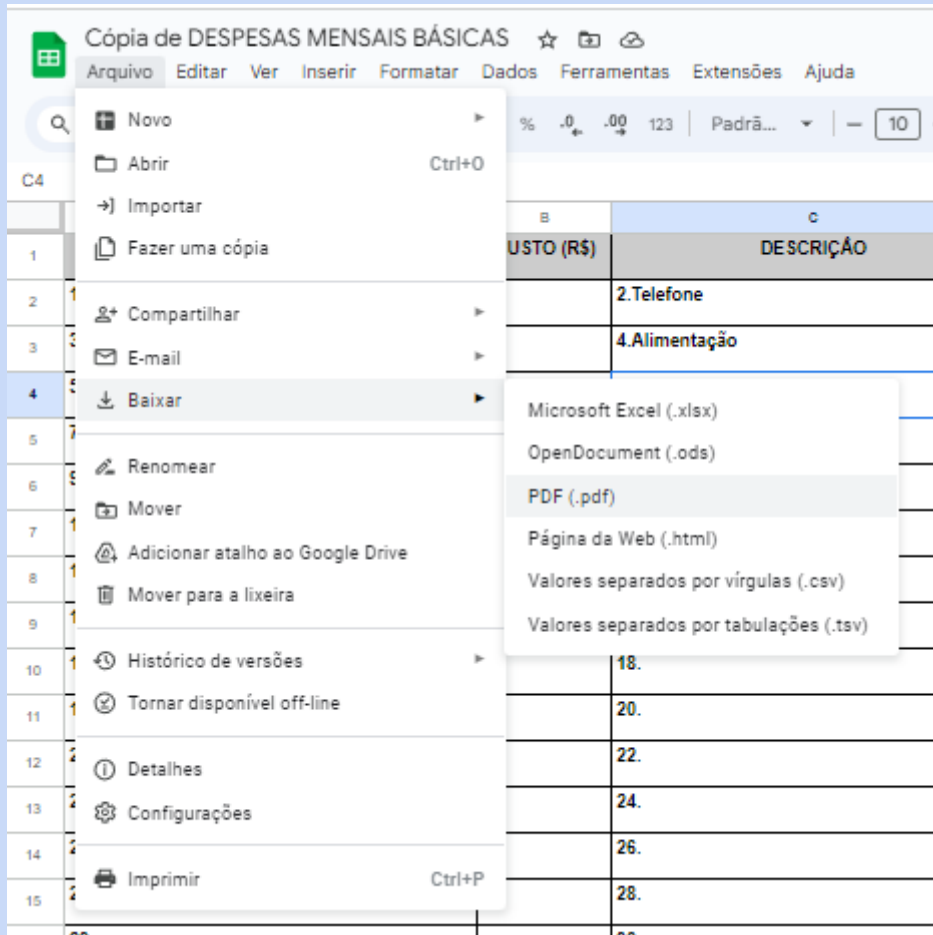 Cópia de DESPESAS MENSAIS BÁSICAS
Arquivo Editar Ver Inserir Formatar Dados Ferramentas Extensões Ajuda
% .0 .00 123 Padrã... 10
C4
Novo
Abrir Ctrl+O
Importar
Fazer uma cópia
Compartilhar
E-mail
Baixar
Renomear
Mover
Adicionar atalho ao Google Drive
Mover para a lixeira
Histórico de versões
Tornar disponível off-line
Detalhes
Configurações
Imprimir Ctrl+P
Microsoft Excel (.xlsx)
OpenDocument (.ods)
PDF (.pdf)
Página da Web (.html)
Valores separados por vírgulas (.csv)
Valores separados por tabulações (.tsv)
B C
1 USTO (R$) DESCRIÇÃO
2 2.Telefone
3 4.Alimentação
4
5
6
7
8
9
10 18.
11 20.
12 22.
13 24.
14 26.
15 28.